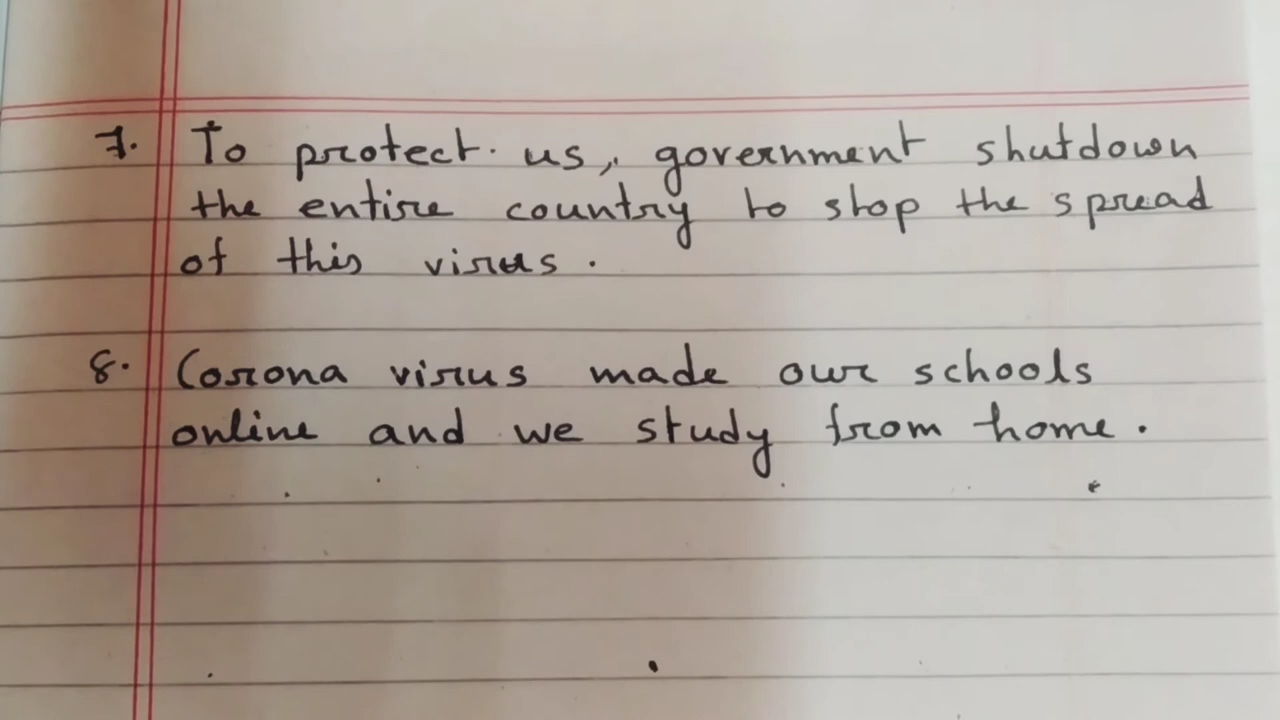 7. To protect us, government shutdown
the entire country to stop the spread
of this virus.
8. Corona virus made our schools
online and we study from home.